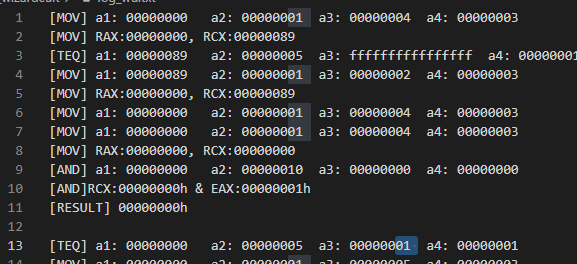 1 [MOV] a1: 00000000 a2: 00000001 a3: 00000004 a4: 00000003
2 [MOV] RAX:00000000, RCX:00000089
3 [TEQ] a1: 00000089 a2: 00000005 a3: ffffffffffffffff a4: 00000001
4 [MOV] a1: 00000089 a2: 00000001 a3: 00000002 a4: 00000003
5 [MOV] RAX:00000000, RCX:00000089
6 [MOV] a1: 00000000 a2: 00000001 a3: 00000004 a4: 00000003
7 [MOV] a1: 00000000 a2: 00000001 a3: 00000004 a4: 00000003
8 [MOV] RAX:00000000, RCX:00000000
9 [AND] a1: 00000000 a2: 00000010 a3: 00000000 a4: 00000000
10 [AND]RCX:00000000h & EAX:00000001h
11 [RESULT] 00000000h
12
13 [TEQ] a1: 00000000 a2: 00000005 a3: 00000001 a4: 00000001